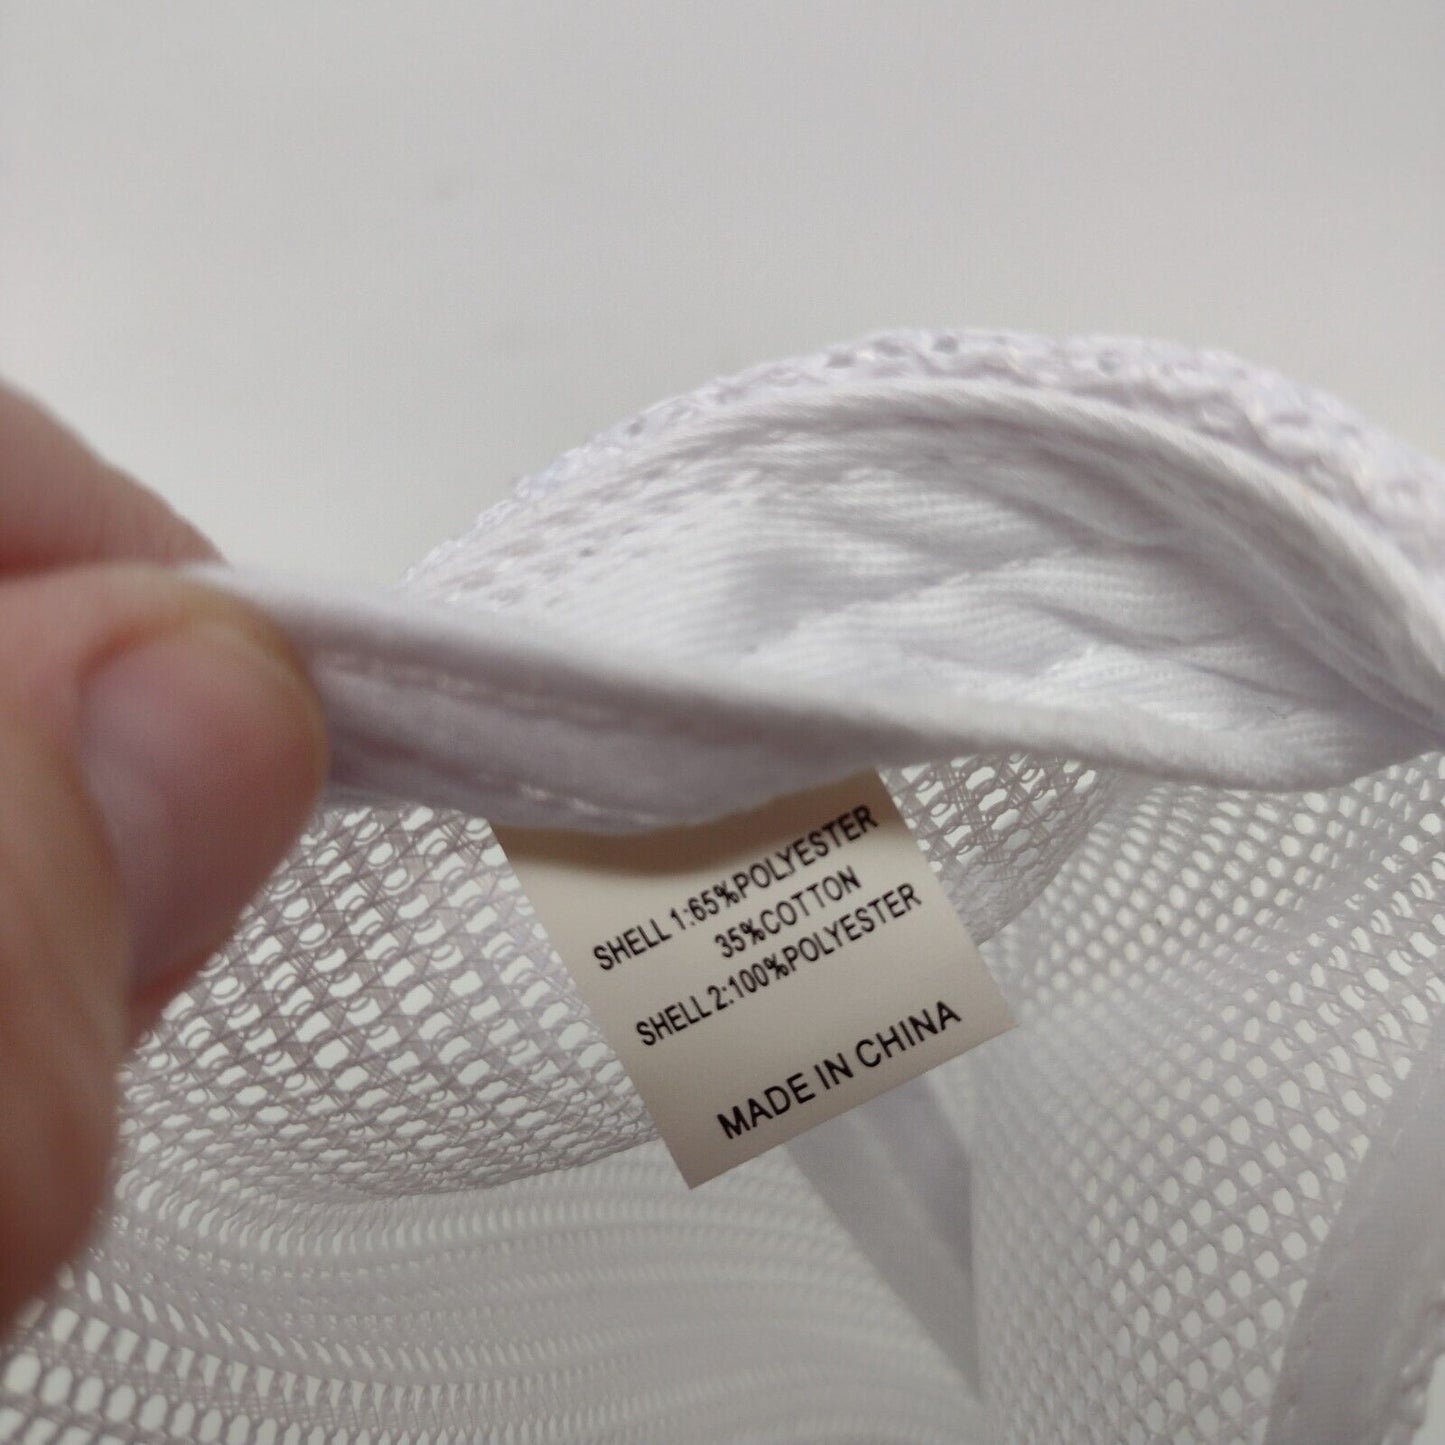 SHELL 1:65%POLYESTER
35%COTTON
SHELL 2:100%POLYESTER
MADE IN CHINA